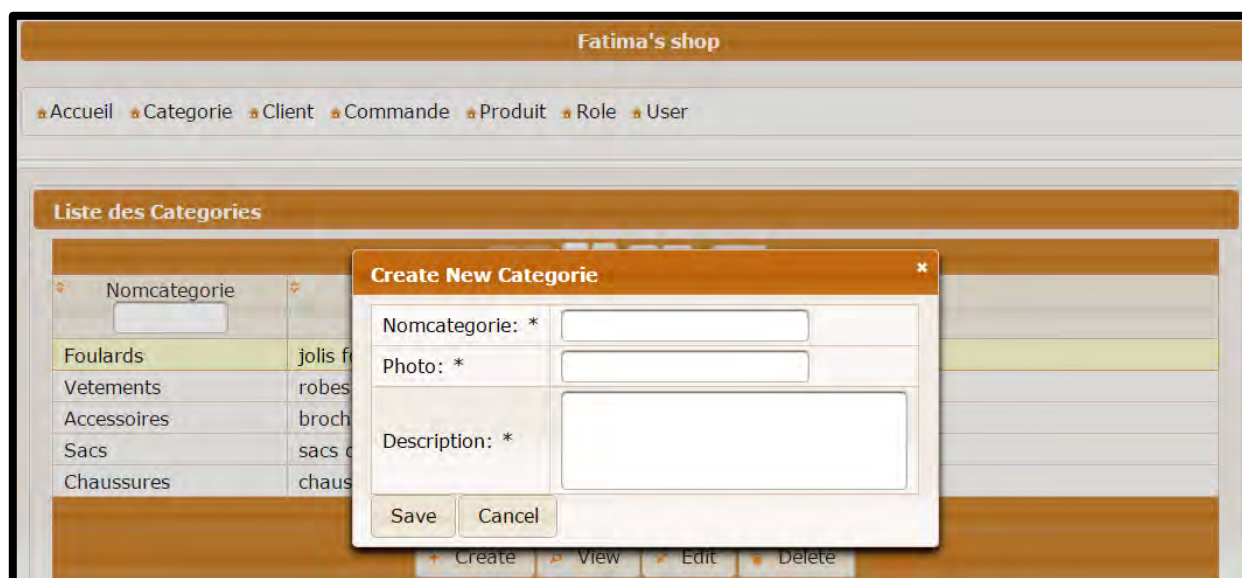 Fatima's shop
Accueil Categorie Client Commande Produit Role User
Liste des Categories
Create New Categorie
Nomcategorie
Nomcategorie: *
Photo: *
Description: *
Foulards jolis
Vetements robes
Accessoires
Sacs sacs
Chaussures
Save Cancel
Create View Edit Delete